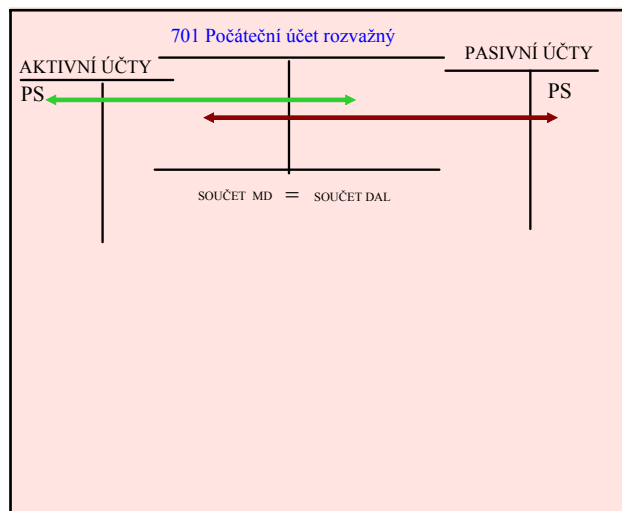 701 Počáteční účet rozvažný
AKTIVNÍ ÚČTY
PASIVNÍ ÚČTY
PS
PS
SOUČET MD = SOUČET DAL